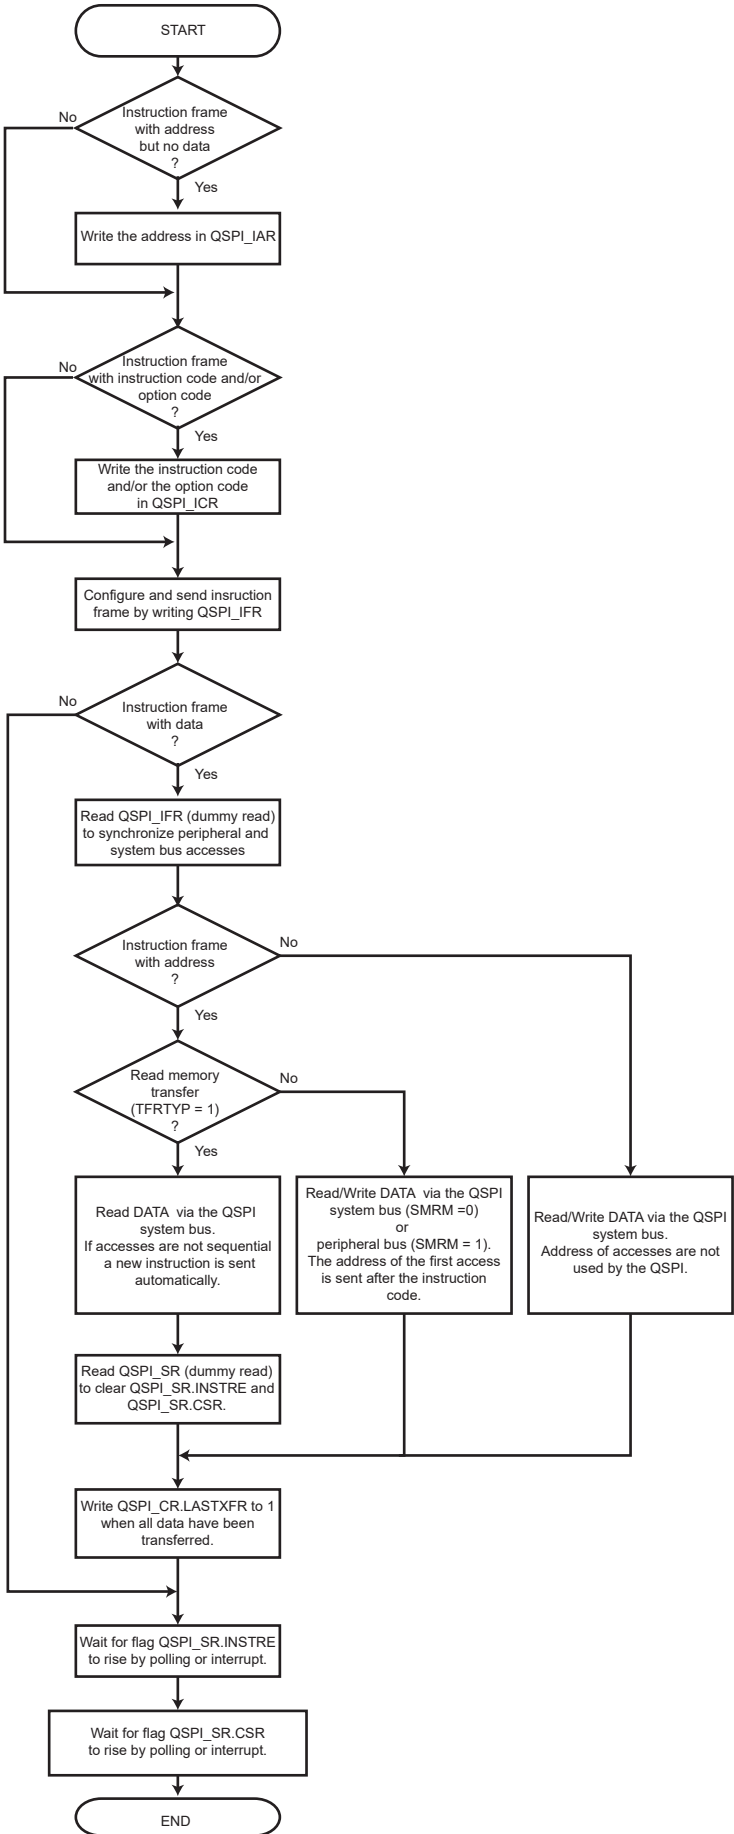 START
No
Instruction frame
with address
but no data
?
Yes
Write the address in QSPI_IAR
No
Instruction frame
with instruction code and/or
option code
?
Yes
Write the instruction code
and/or the option code
in QSPI_ICR
Configure and send insruction
frame by writing QSPI_IFR
No
Instruction frame
with data
?
Yes
Read QSPI_IFR (dummy read)
to synchronize peripheral and
system bus accesses
Instruction frame
with address
?
No
Yes
Read memory
transfer
(TFRTYP = 1)
?
No
Yes
Read DATA via the QSPI
system bus.
If accesses are not sequential
a new instruction is sent
automatically.
Read/Write DATA via the QSPI
system bus (SMRM =0)
or
peripheral bus (SMRM = 1).
The address of the first access
is sent after the instruction
code.
Read/Write DATA via the QSPI
system bus.
Address of accesses are not
used by the QSPI.
Read QSPI_SR (dummy read)
to clear QSPI_SR.INSTRE and
QSPI_SR.CSR.
Write QSPI_CR.LASTXFR to 1
when all data have been
transferred.
Wait for flag QSPI_SR.INSTRE
to rise by polling or interrupt.
Wait for flag QSPI_SR.CSR
to rise by polling or interrupt.
END